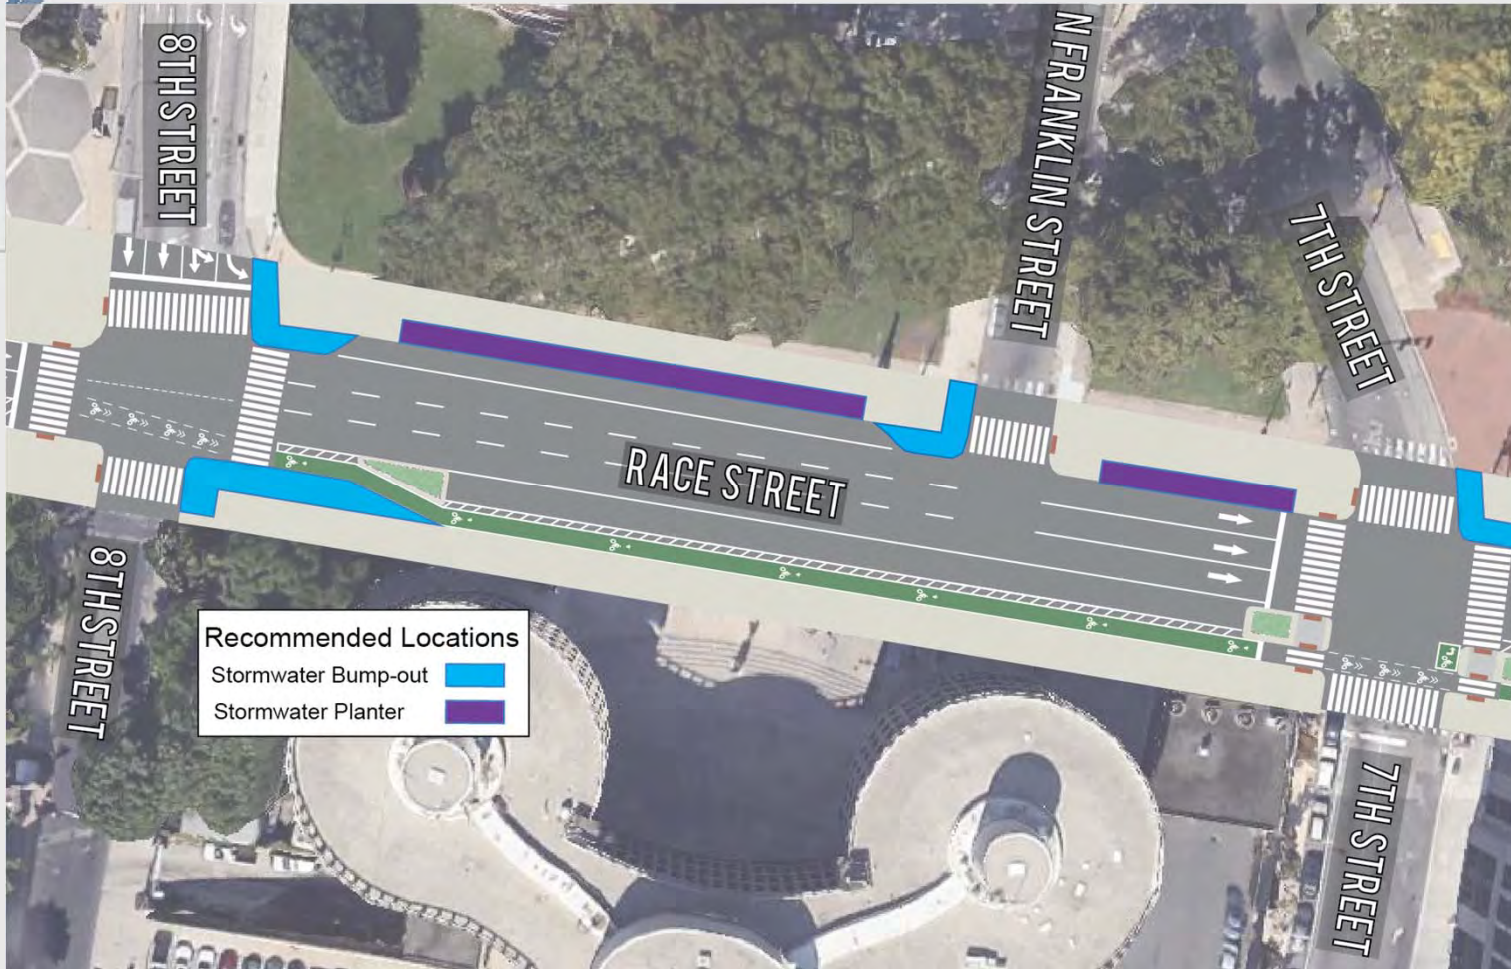 8TH STREET
N FRANKLIN STREET
7TH STREET
RACE STREET
8TH STREET
Recommended Locations
Stormwater Bump-out
Stormwater Planter
7TH STREET